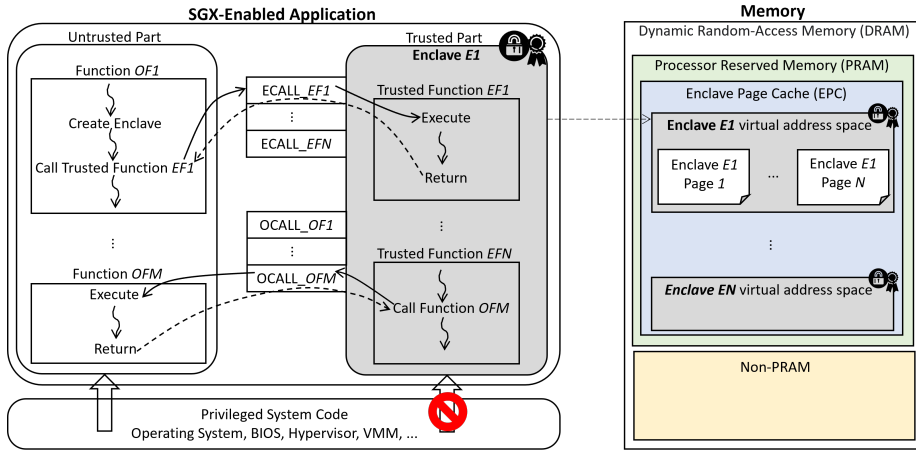 SGX-Enabled Application
Untrusted Part
Function OF1
Create Enclave
Call Trusted Function EF1
⋮
Function OFM
Execute
Return
ECALL_EF1
⋮
ECALL_EFN
OCALL_OF1
⋮
OCALL_OFM
Trusted Part
Enclave E1
Trusted Function EF1
Execute
Return
⋮
Trusted Function EFN
Call Function OFM
Privileged System Code
Operating System, BIOS, Hypervisor, VMM, ...
Memory
Dynamic Random-Access Memory (DRAM)
Processor Reserved Memory (PRAM)
Enclave Page Cache (EPC)
Enclave E1 virtual address space
Enclave E1
Page 1
...
Enclave E1
Page N
⋮
Enclave EN virtual address space
Non-PRAM